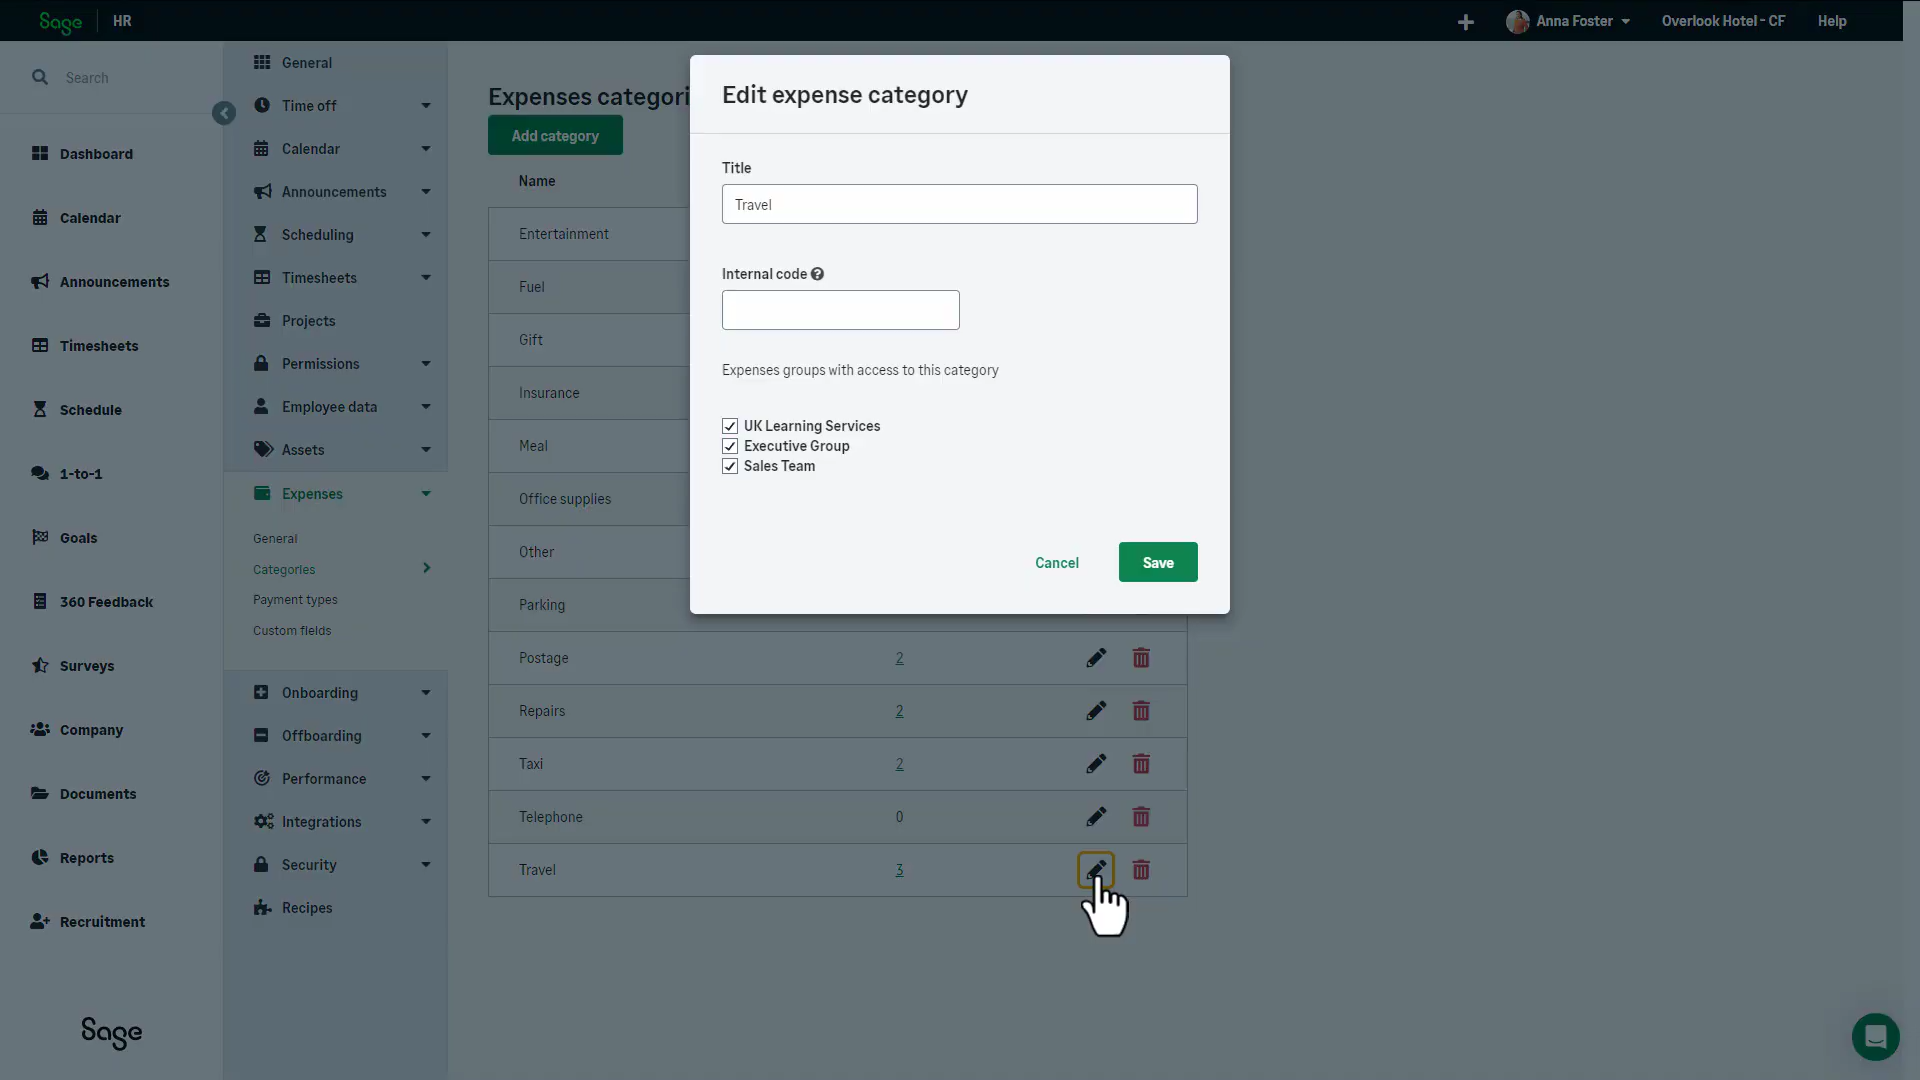 Sage
HR
Anna Foster
Overlook Hotel - CF
Help
Search
Dashboard
Calendar
Announcements
Timesheets
Schedule
1-to-1
Goals
360 Feedback
Surveys
Company
Documents
Reports
Recruitment
Sage
General
Time off
Calendar
Announcements
Scheduling
Timesheets
Projects
Permissions
Employee data
Assets
Expenses
General
Categories
Payment types
Custom fields
Onboarding
Offboarding
Performance
Integrations
Security
Recipes
Expenses categori
Add category
Name
Entertainment
Fuel
Gift
Insurance
Meal
Office supplies
Other
Parking
Postage 2
Repairs 2
Taxi 2
Telephone 0
Travel 3
Edit expense category
Title
Travel
Internal code
Expenses groups with access to this category
UK Learning Services
Executive Group
Sales Team
Cancel
Save